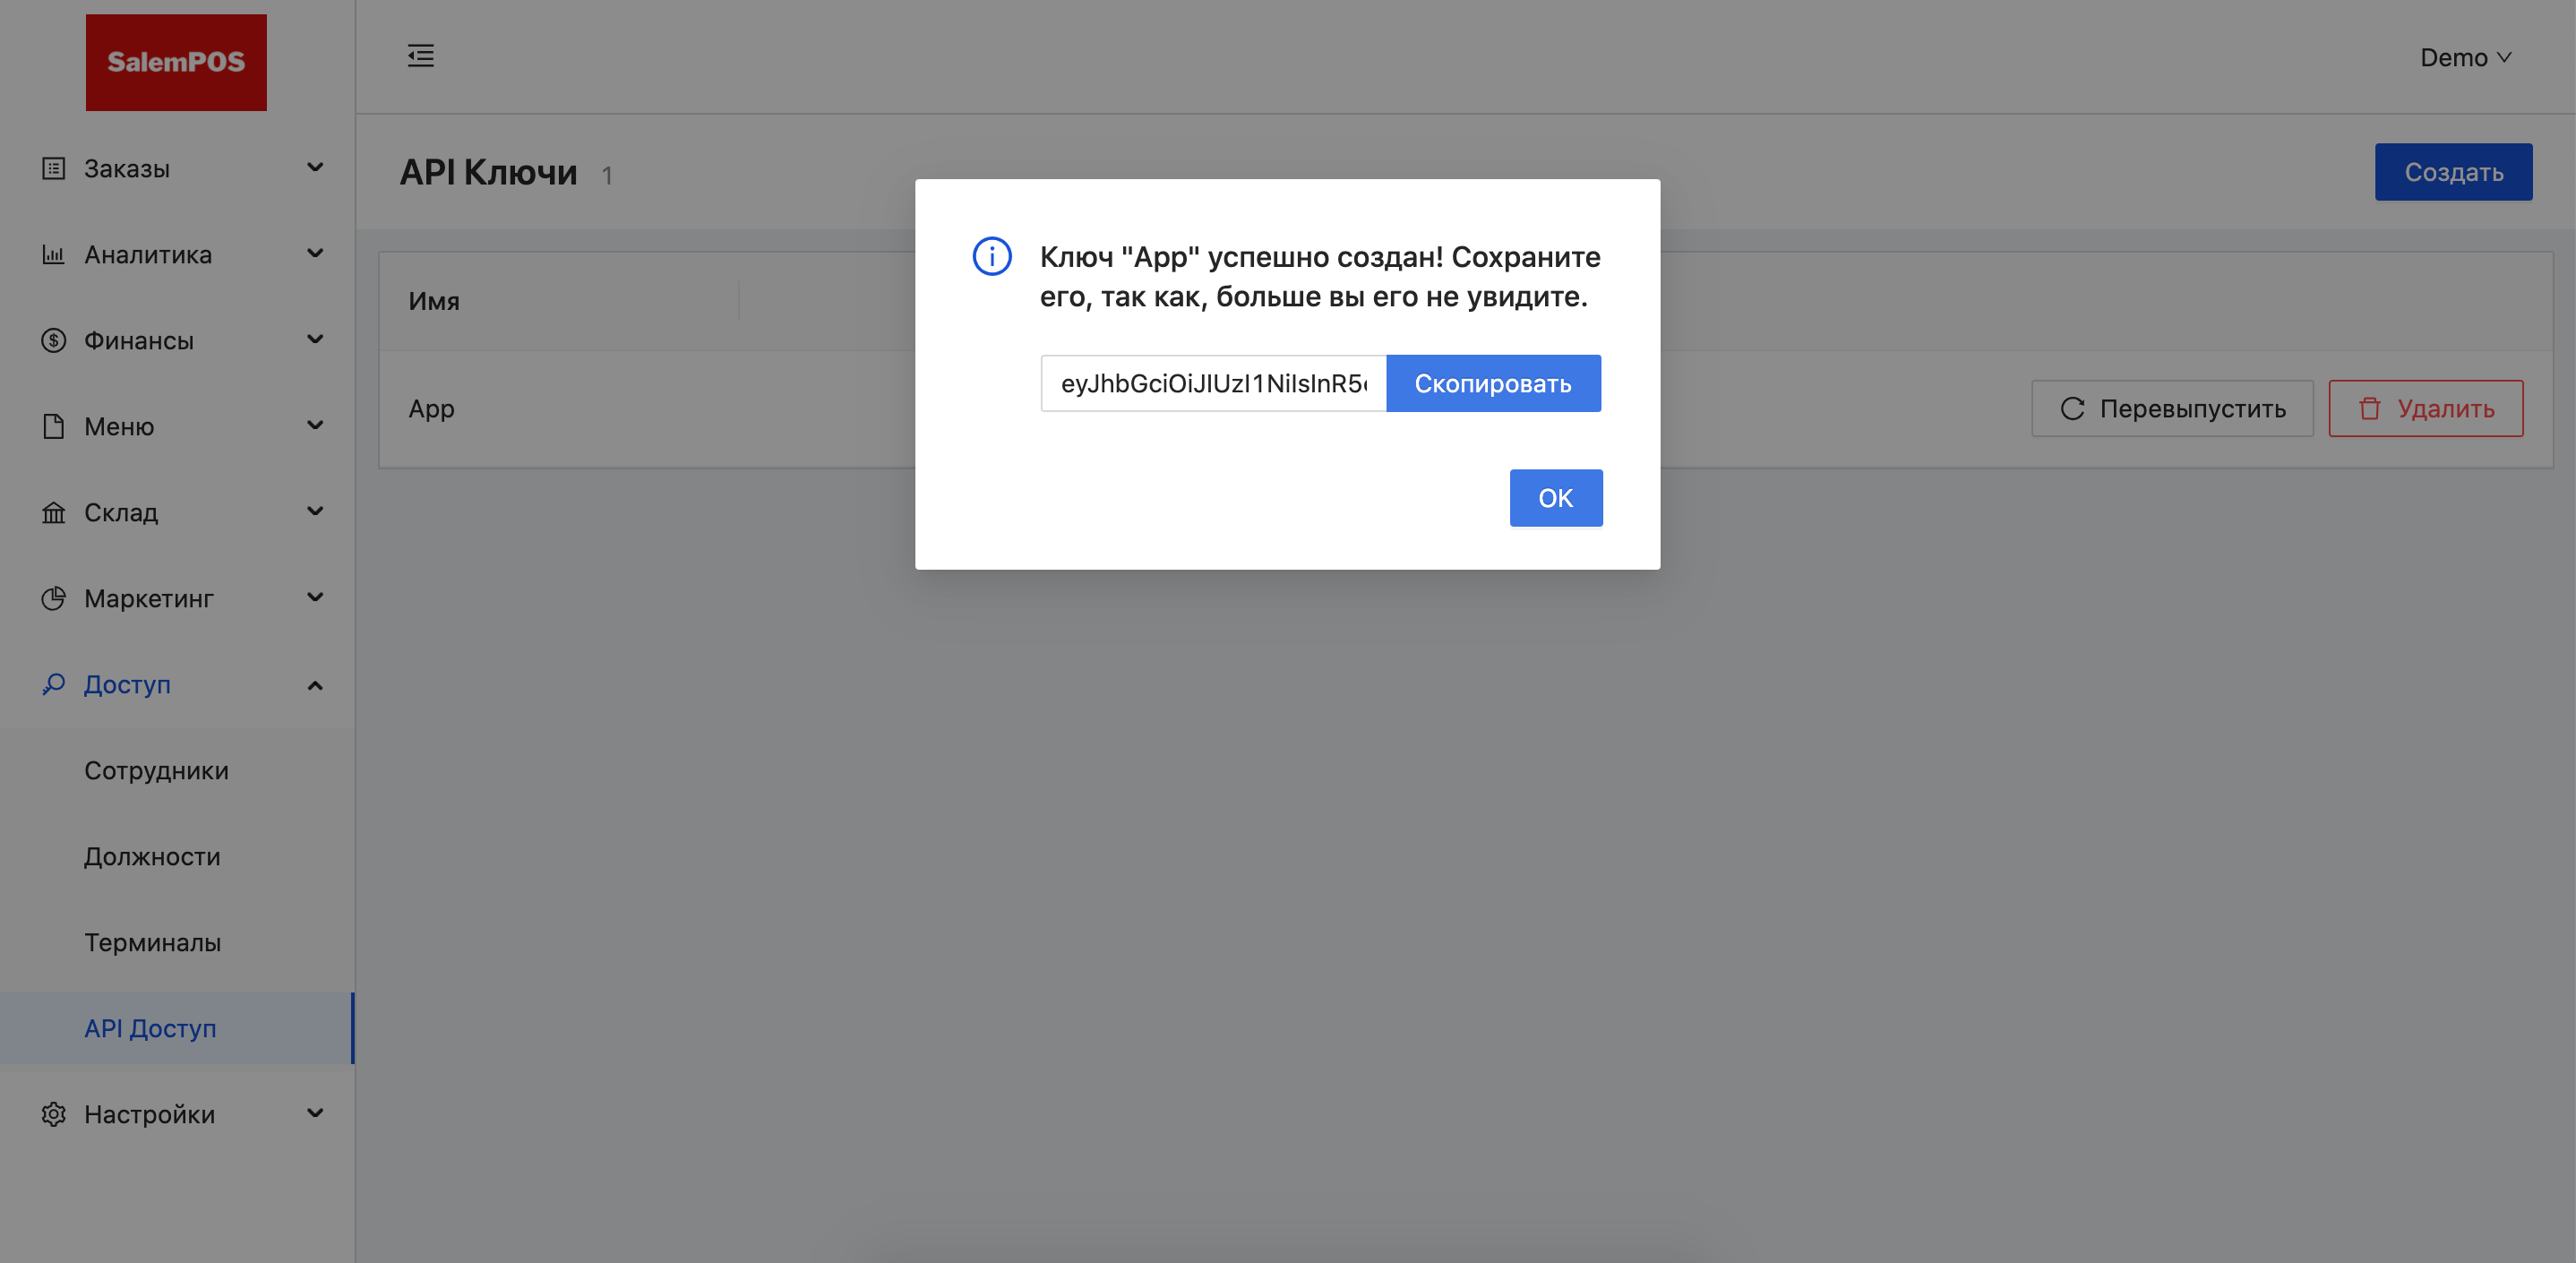 SalemPOS
Demo
Заказы
Аналитика
Финансы
Меню
Склад
Маркетинг
Доступ
Сотрудники
Должности
Терминалы
API Доступ
Настройки
API Ключи 1
Создать
Имя
App
Перевыпустить
Удалить
Ключ "App" успешно создан! Сохраните
его, так как, больше вы его не увидите.
eyJhbGciOiJIUzI1NiIsInR5
Скопировать
OK